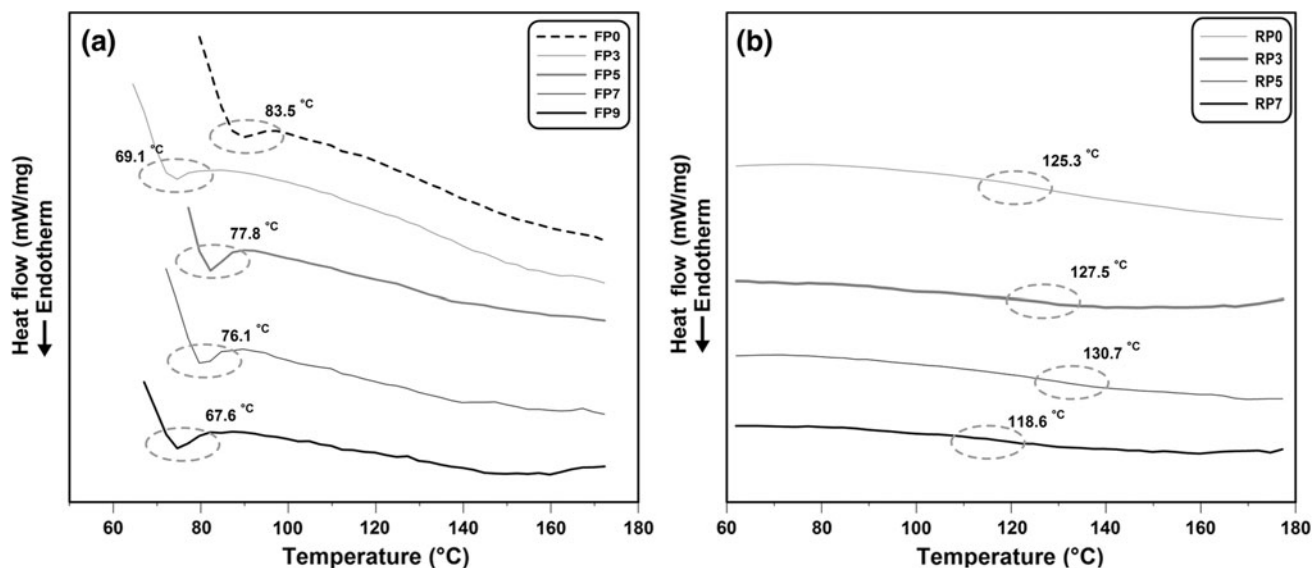 (a)
FP0
FP3
FP5
FP7
FP9
83.5 °C
69.1 °C
77.8 °C
76.1 °C
67.6 °C
Heat flow (mW/mg)
← Endotherm
60 80 100 120 140 160 180
Temperature (°C)
(b)
RP0
RP3
RP5
RP7
125.3 °C
127.5 °C
130.7 °C
118.6 °C
Heat flow (mW/mg)
← Endotherm
60 80 100 120 140 160 180
Temperature (°C)